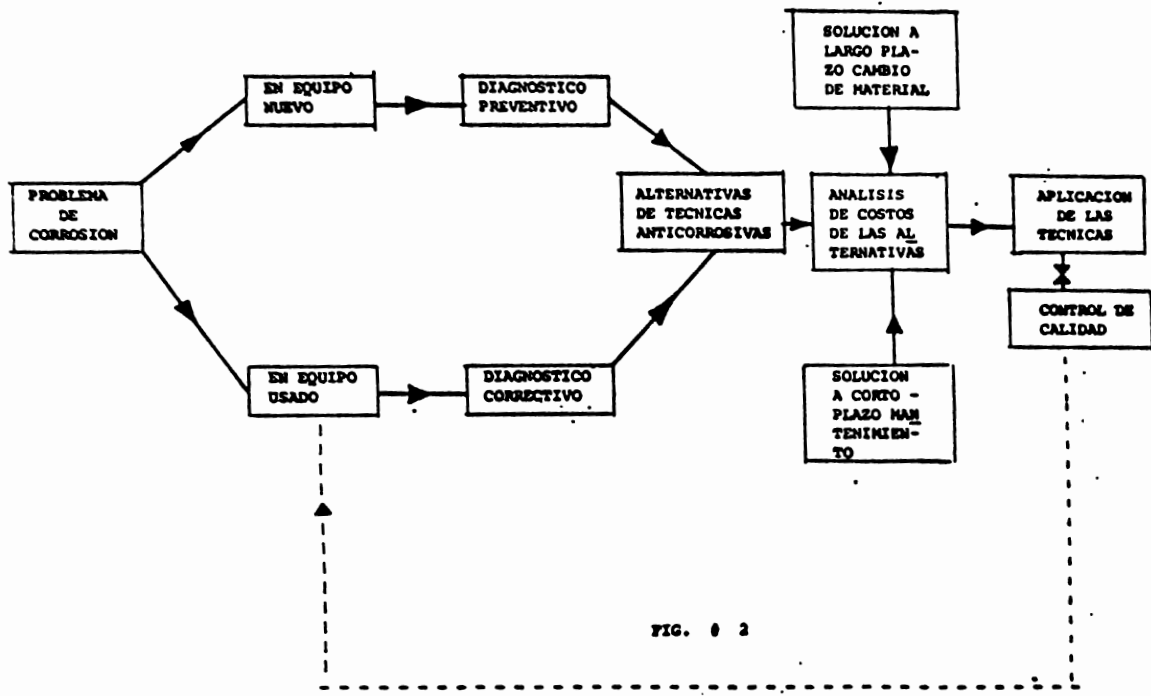 SOLUCION A
LARGO PLA-
ZO CAMBIO
DE MATERIAL
EN EQUIPO
NUEVO
DIAGNOSTICO
PREVENTIVO
PROBLEMA
DE
CORROSION
ALTERNATIVAS
DE TECNICAS
ANTICORROSIVAS
ANALISIS
DE COSTOS
DE LAS AL
TERNATIVAS
APLICACION
DE LAS
TECNICAS
CONTROL DE
CALIDAD
EN EQUIPO
USADO
DIAGNOSTICO
CORRECTIVO
SOLUCION
A CORTO -
PLAZO MAN
TENIMIEN-
TO
FIG. # 2